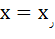 x = x,